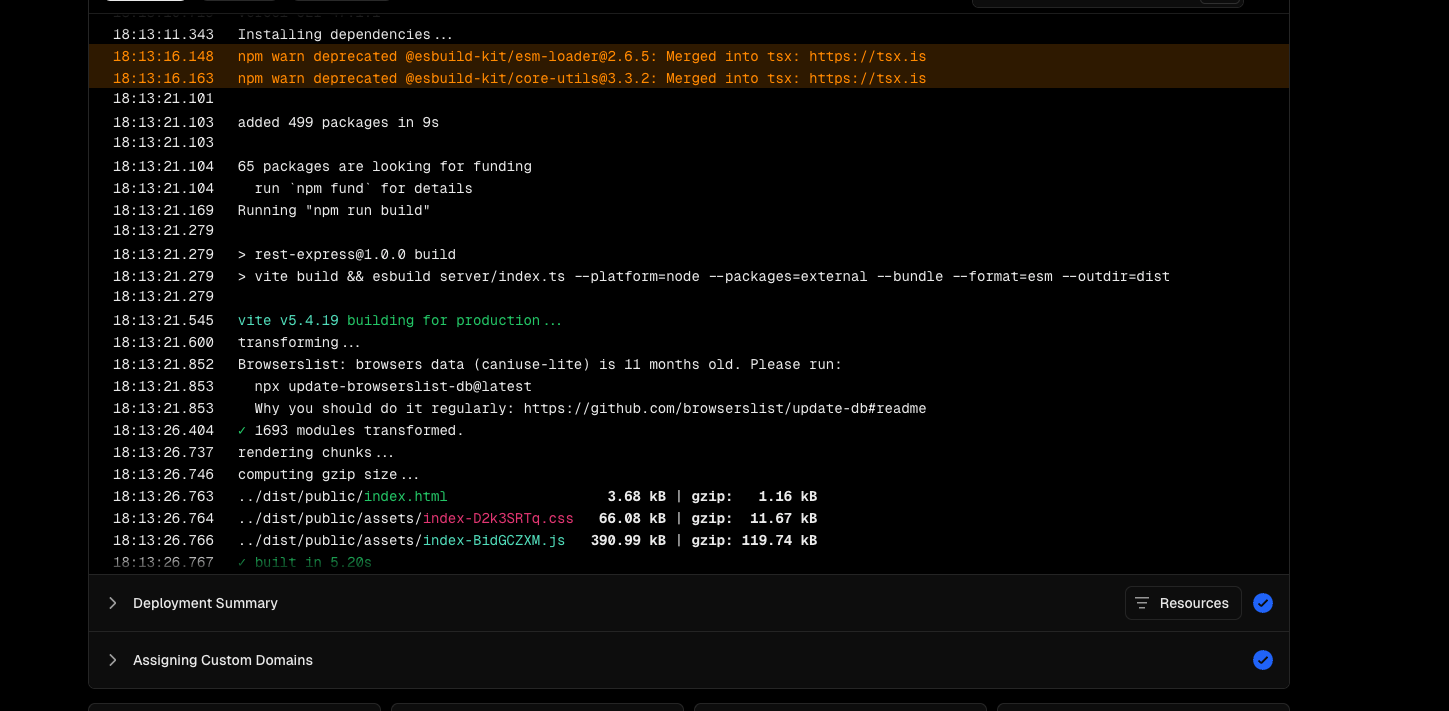 18:13:11.343 Installing dependencies...
18:13:16.148 npm warn deprecated @esbuild-kit/esm-loader@2.6.5: Merged into tsx: https://tsx.is
18:13:16.163 npm warn deprecated @esbuild-kit/core-utils@3.3.2: Merged into tsx: https://tsx.is
18:13:21.101
18:13:21.103 added 499 packages in 9s
18:13:21.103
18:13:21.104 65 packages are looking for funding
18:13:21.104   run `npm fund` for details
18:13:21.169 Running "npm run build"
18:13:21.279
18:13:21.279 > rest-express@1.0.0 build
18:13:21.279 > vite build && esbuild server/index.ts --platform=node --packages=external --bundle --format=esm --outdir=dist
18:13:21.279
18:13:21.545 vite v5.4.19 building for production...
18:13:21.600 transforming...
18:13:21.852 Browserslist: browsers data (caniuse-lite) is 11 months old. Please run:
18:13:21.853   npx update-browserslist-db@latest
18:13:21.853   Why you should do it regularly: https://github.com/browserslist/update-db#readme
18:13:26.404 ✓ 1693 modules transformed.
18:13:26.737 rendering chunks...
18:13:26.746 computing gzip size...
18:13:26.763 ../dist/public/index.html 3.68 kB | gzip: 1.16 kB
18:13:26.764 ../dist/public/assets/index-D2k3SRTq.css 66.08 kB | gzip: 11.67 kB
18:13:26.766 ../dist/public/assets/index-BidGCZXM.js 390.99 kB | gzip: 119.74 kB
18:13:26.767 ✓ built in 5.20s
Deployment Summary Resources
Assigning Custom Domains